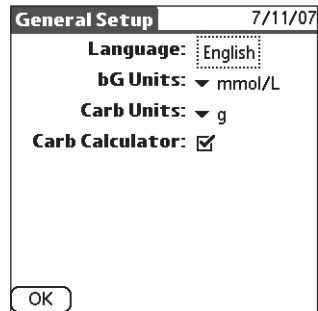 General Setup 7/11/07
Language: English
bG Units: mmol/L
Carb Units: g
Carb Calculator:
OK